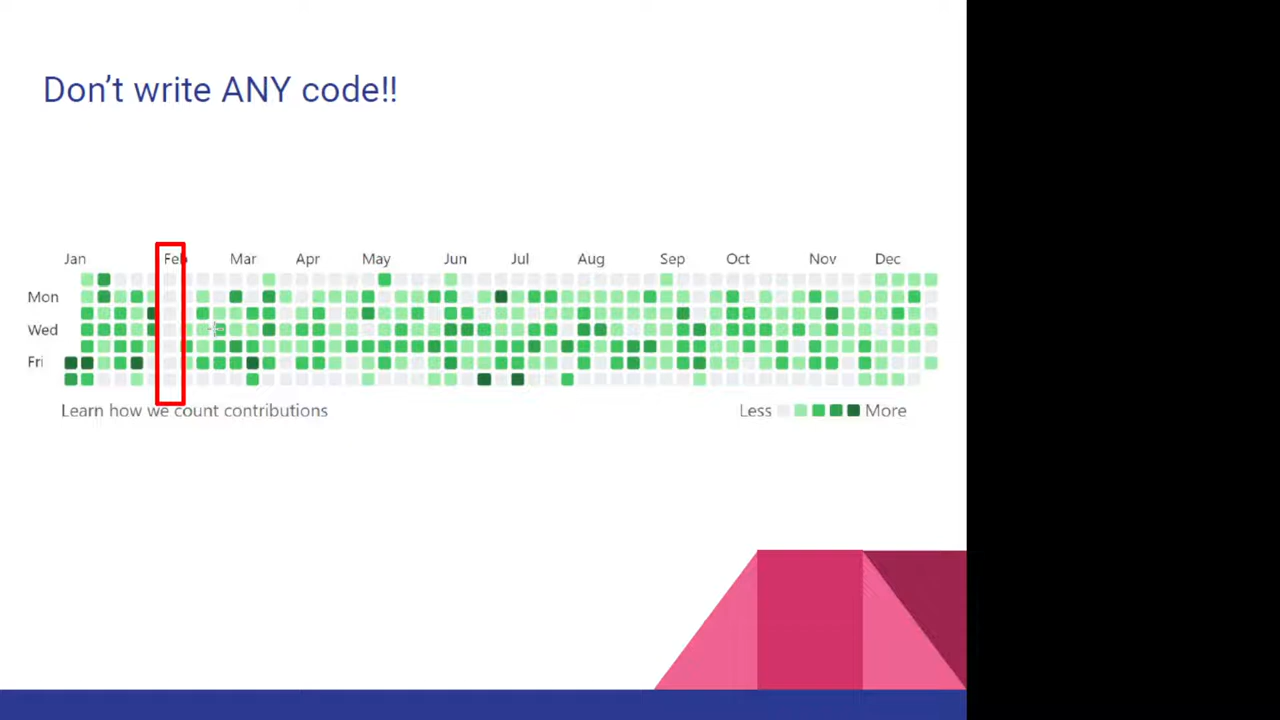 Don't write ANY code!!
Jan Feb Mar Apr May Jun Jul Aug Sep Oct Nov Dec
Mon
Wed
Fri
Learn how we count contributions
Less More